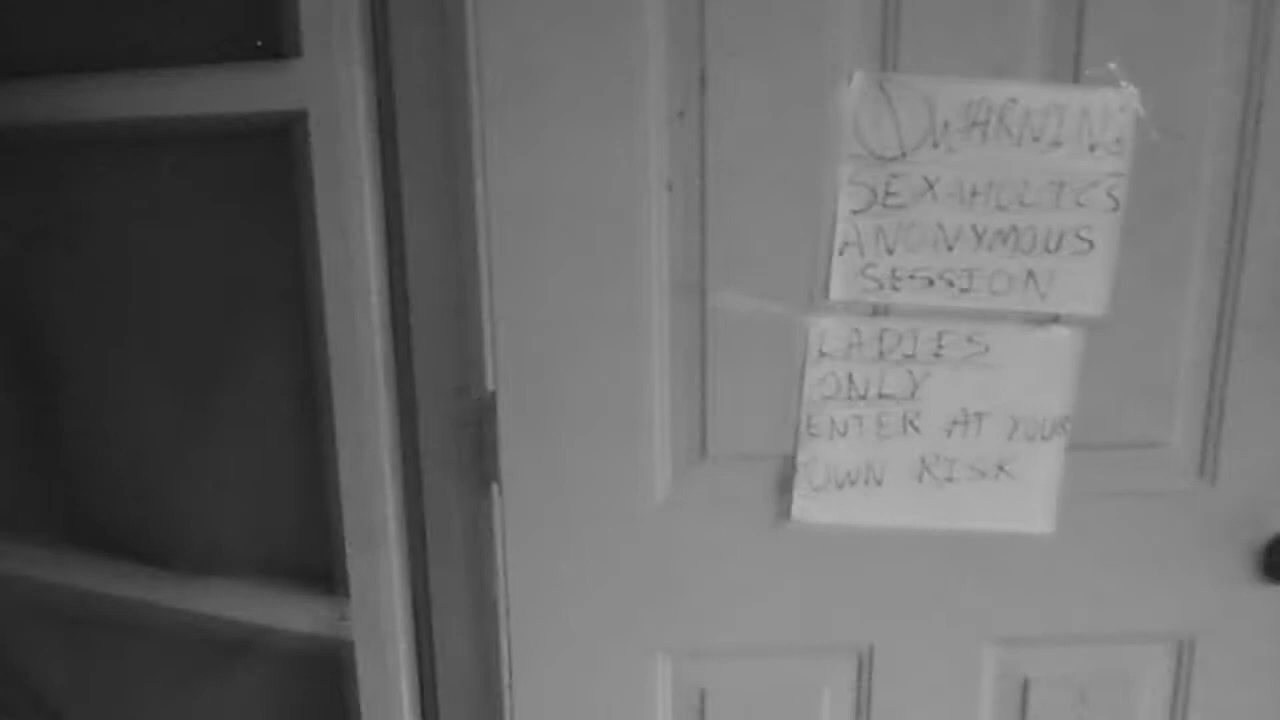 WARNING
SEXAHOLICS
ANONYMOUS
SESSION
LADIES
ONLY
ENTER AT YOUR
OWN RISK